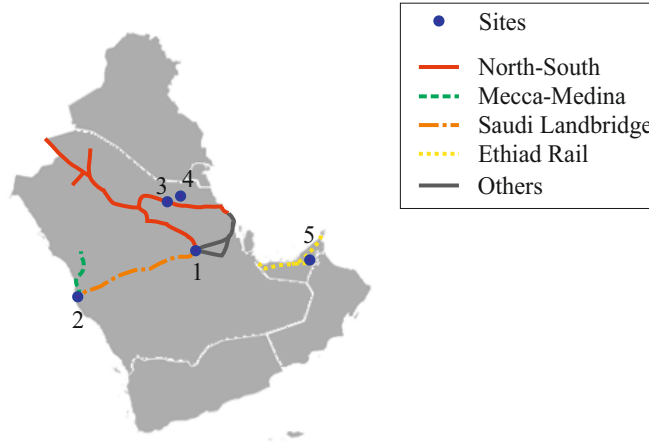 Sites
North-South
Mecca-Medina
Saudi Landbridge
Ethiad Rail
Others
3 4
5
1
2